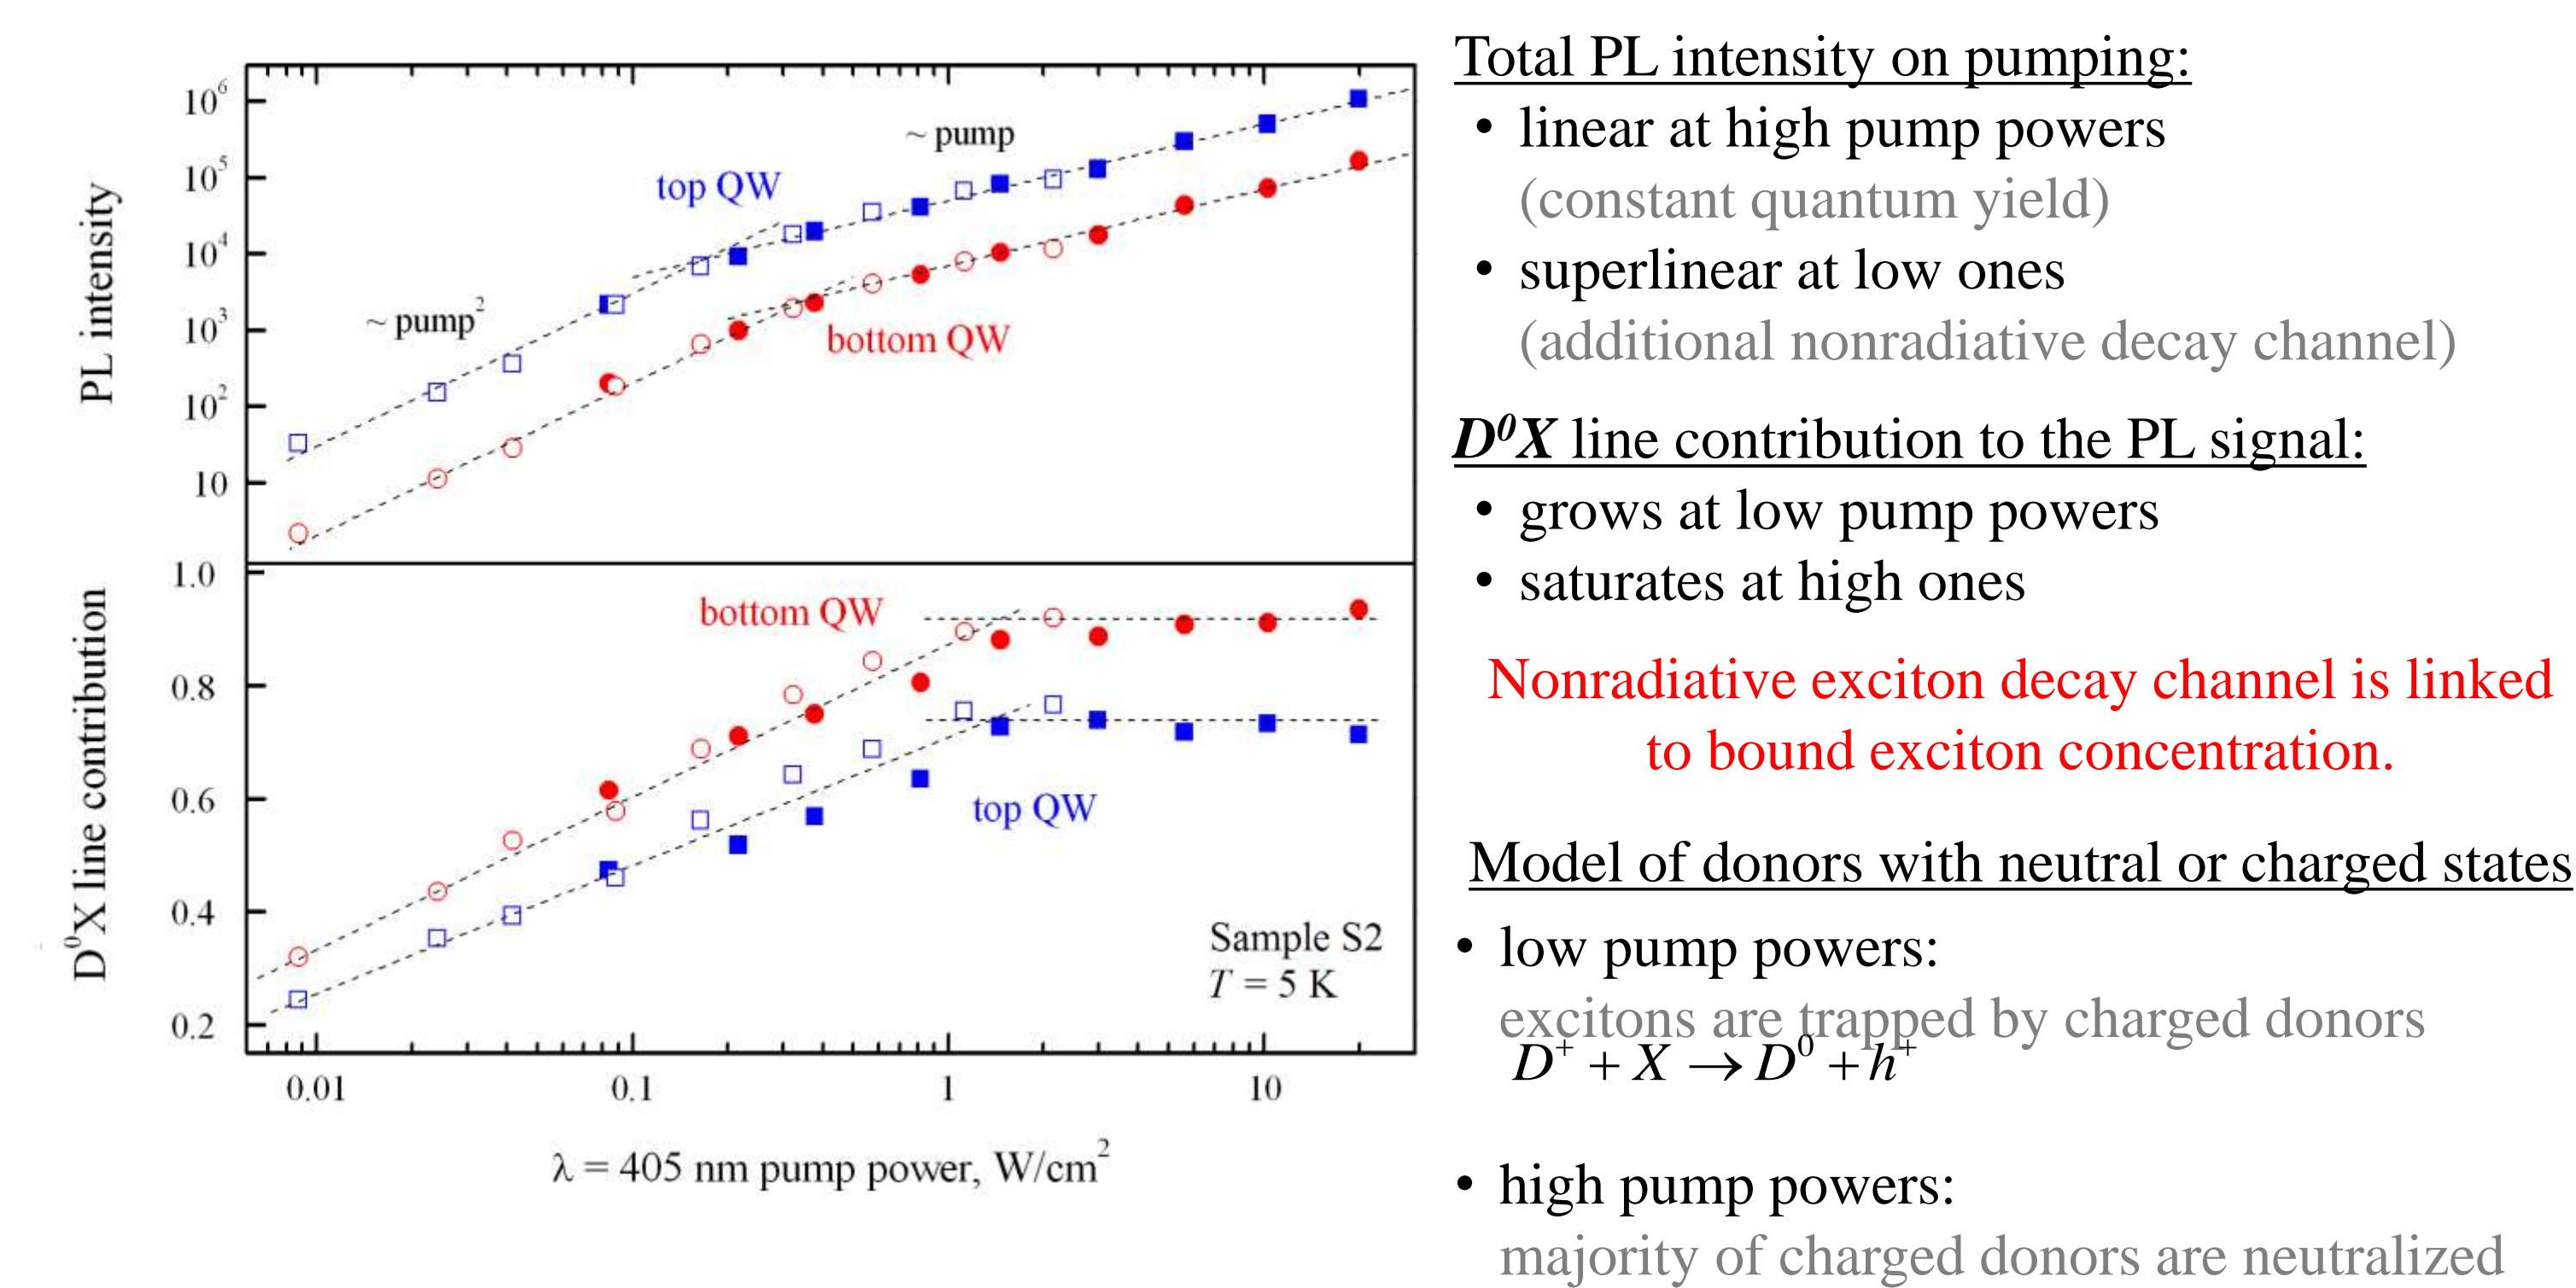 10⁶
10⁵
10⁴
10³
10²
10
PL intensity
~ pump
top QW
~ pump²
bottom QW
1.0
0.8
0.6
0.4
0.2
D⁰X line contribution
bottom QW
top QW
Sample S2
T = 5 K
0.01 0.1 1 10
λ = 405 nm pump power, W/cm²
Total PL intensity on pumping:
• linear at high pump powers
(constant quantum yield)
• superlinear at low ones
(additional nonradiative decay channel)
D⁰X line contribution to the PL signal:
• grows at low pump powers
• saturates at high ones
Nonradiative exciton decay channel is linked
to bound exciton concentration.
Model of donors with neutral or charged states
• low pump powers:
excitons are trapped by charged donors
D⁺ + X → D⁰ + h⁺
• high pump powers:
majority of charged donors are neutralized